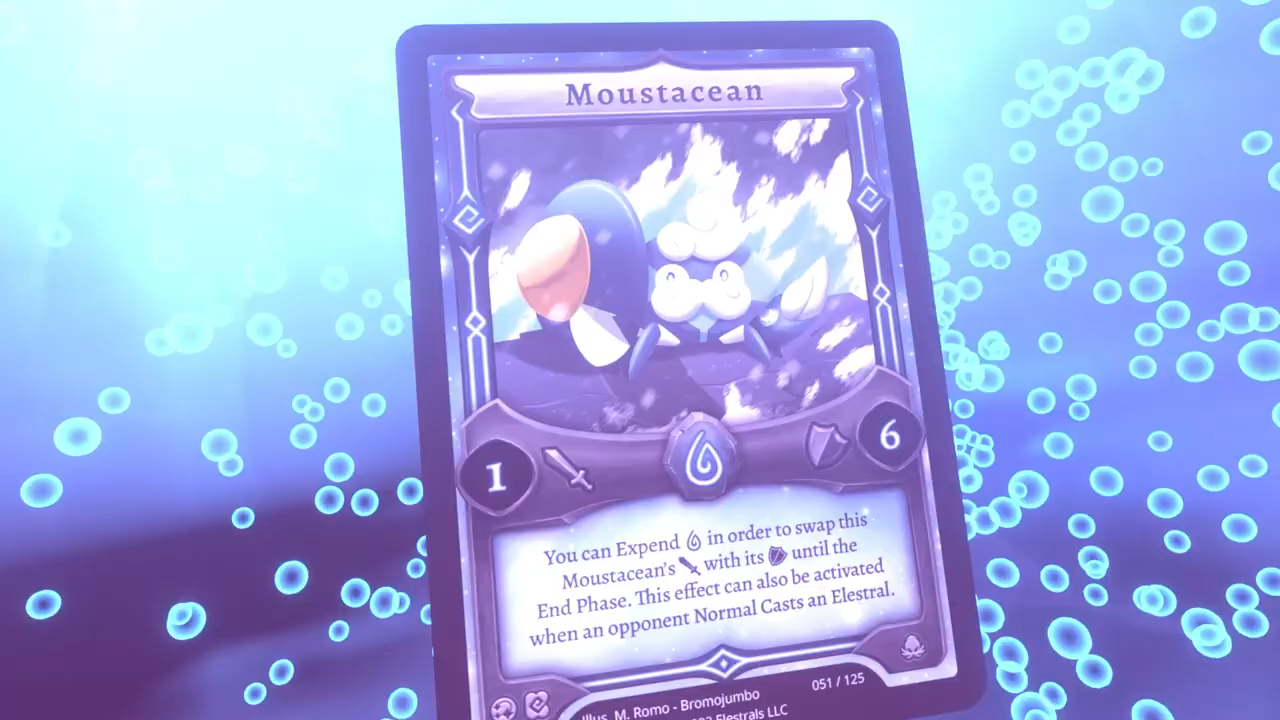 Moustacean
1
6
You can Expend in order to swap this
Moustacean's with its until the
End Phase. This effect can also be activated
when an opponent Normal Casts an Elestral.
Illus. M. Romo - Bromojumbo
051 / 125
Elestrals LLC